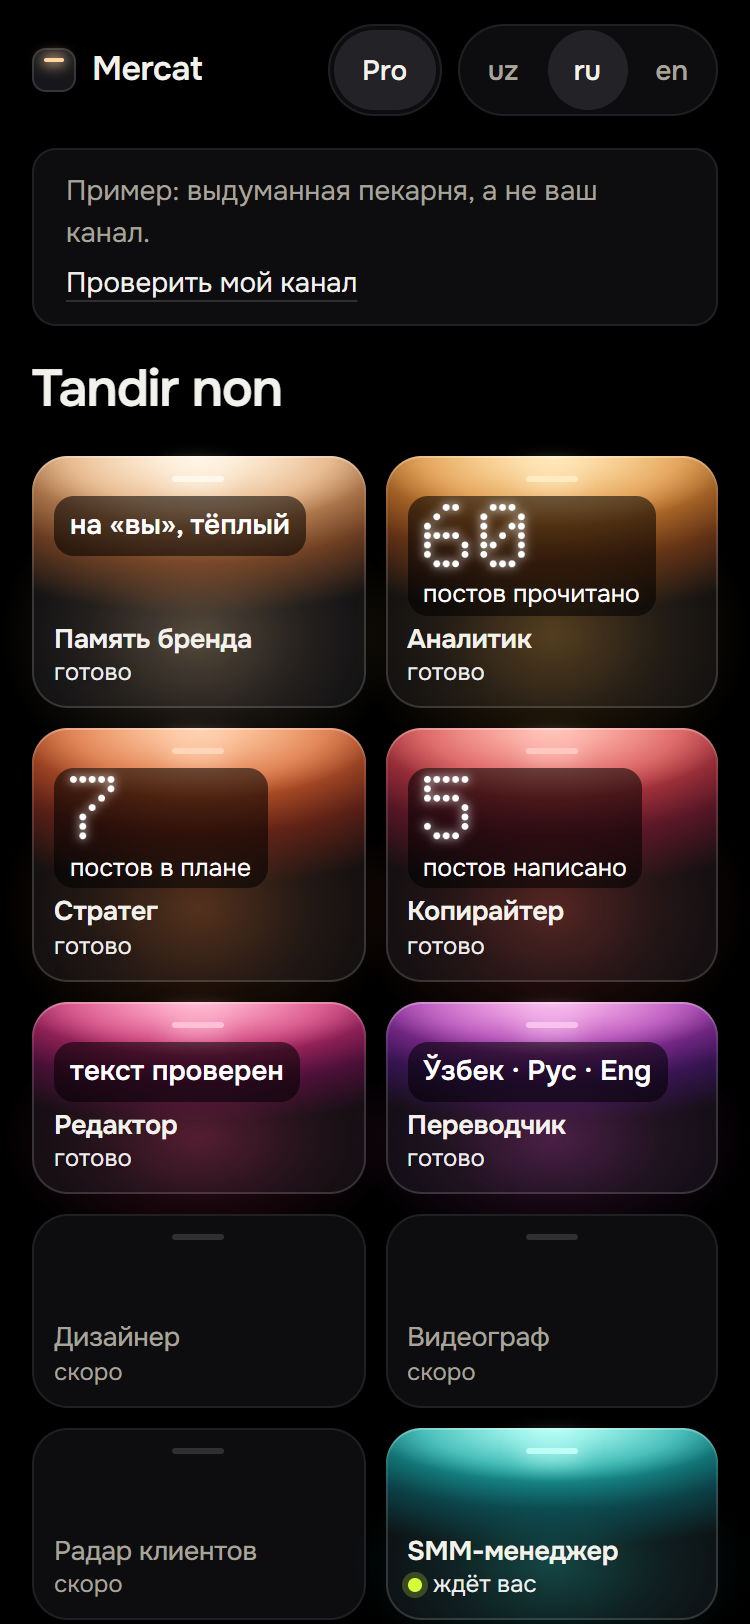 Mercat
Pro
uz
ru
en
Пример: выдуманная пекарня, а не ваш
канал.
Проверить мой канал
Tandir non
на «вы», тёплый
Память бренда
готово
60
постов прочитано
Аналитик
готово
7
постов в плане
Стратег
готово
5
постов написано
Копирайтер
готово
текст проверен
Редактор
готово
Ўзбек · Рус · Eng
Переводчик
готово
Дизайнер
скоро
Видеограф
скоро
Радар клиентов
скоро
SMM-менеджер
ждёт вас